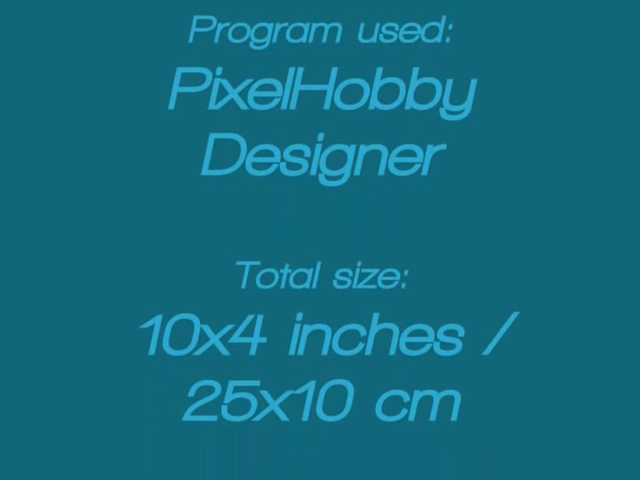 Program used:
PixelHobby
Designer
Total size:
10x4 inches /
25x10 cm